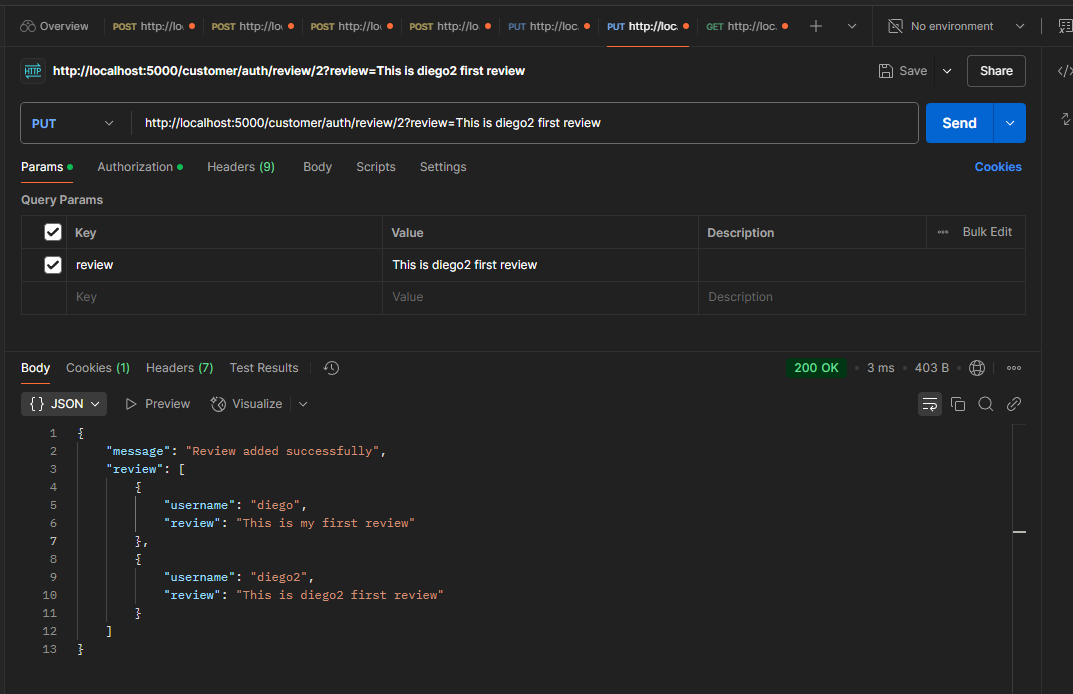 Overview POST http://lo POST http://lo POST http://lo POST http://lo PUT http://loc. PUT http://loc. GET http://loc. No environment
HTTP http://localhost:5000/customer/auth/review/2?review=This is diego2 first review Save Share
PUT http://localhost:5000/customer/auth/review/2?review=This is diego2 first review Send
Params Authorization Headers (9) Body Scripts Settings Cookies
Query Params
Key Value Description Bulk Edit
review This is diego2 first review
Key Value Description
Body Cookies (1) Headers (7) Test Results 200 OK • 3 ms • 403 B
{} JSON Preview Visualize
1 {
2 "message": "Review added successfully",
3 "review": [
4 {
5 "username": "diego",
6 "review": "This is my first review"
7 },
8 {
9 "username": "diego2",
10 "review": "This is diego2 first review"
11 }
12 ]
13 }